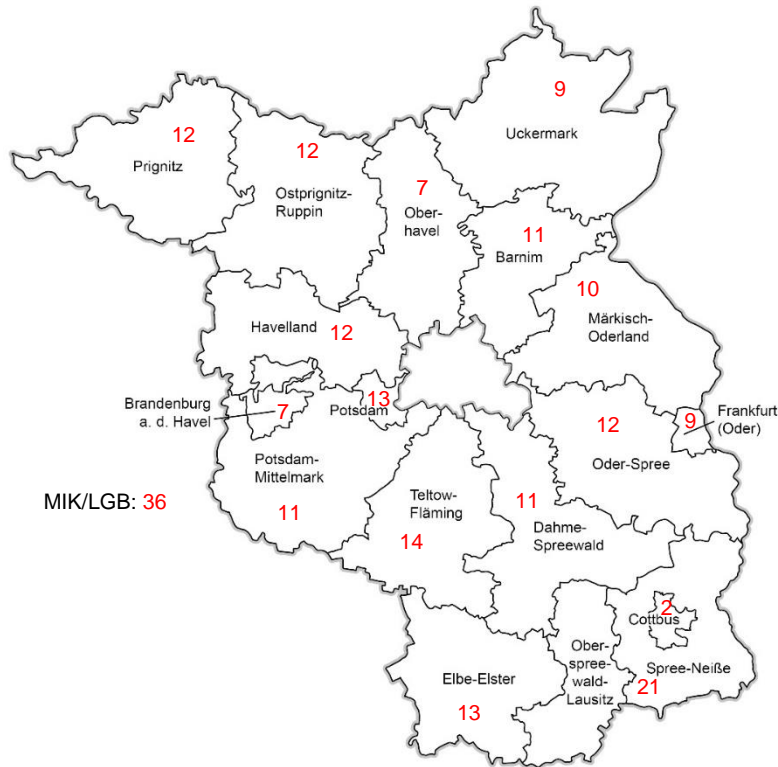 9
Uckermark
12
Prignitz
12
Ostprignitz-
Ruppin
7
Ober-
havel
11
Barnim
10
Märkisch-
Oderland
Havelland
12
Brandenburg
a. d. Havel
7
13
Potsdam
12
Oder-Spree
9
Frankfurt
(Oder)
Potsdam-
Mittelmark
11
MIK/LGB: 36
Teltow-
Fläming
14
11
Dahme-
Spreewald
2
Cottbus
Spree-Neiße
21
Ober-
spree-
wald-
Lausitz
Elbe-Elster
13